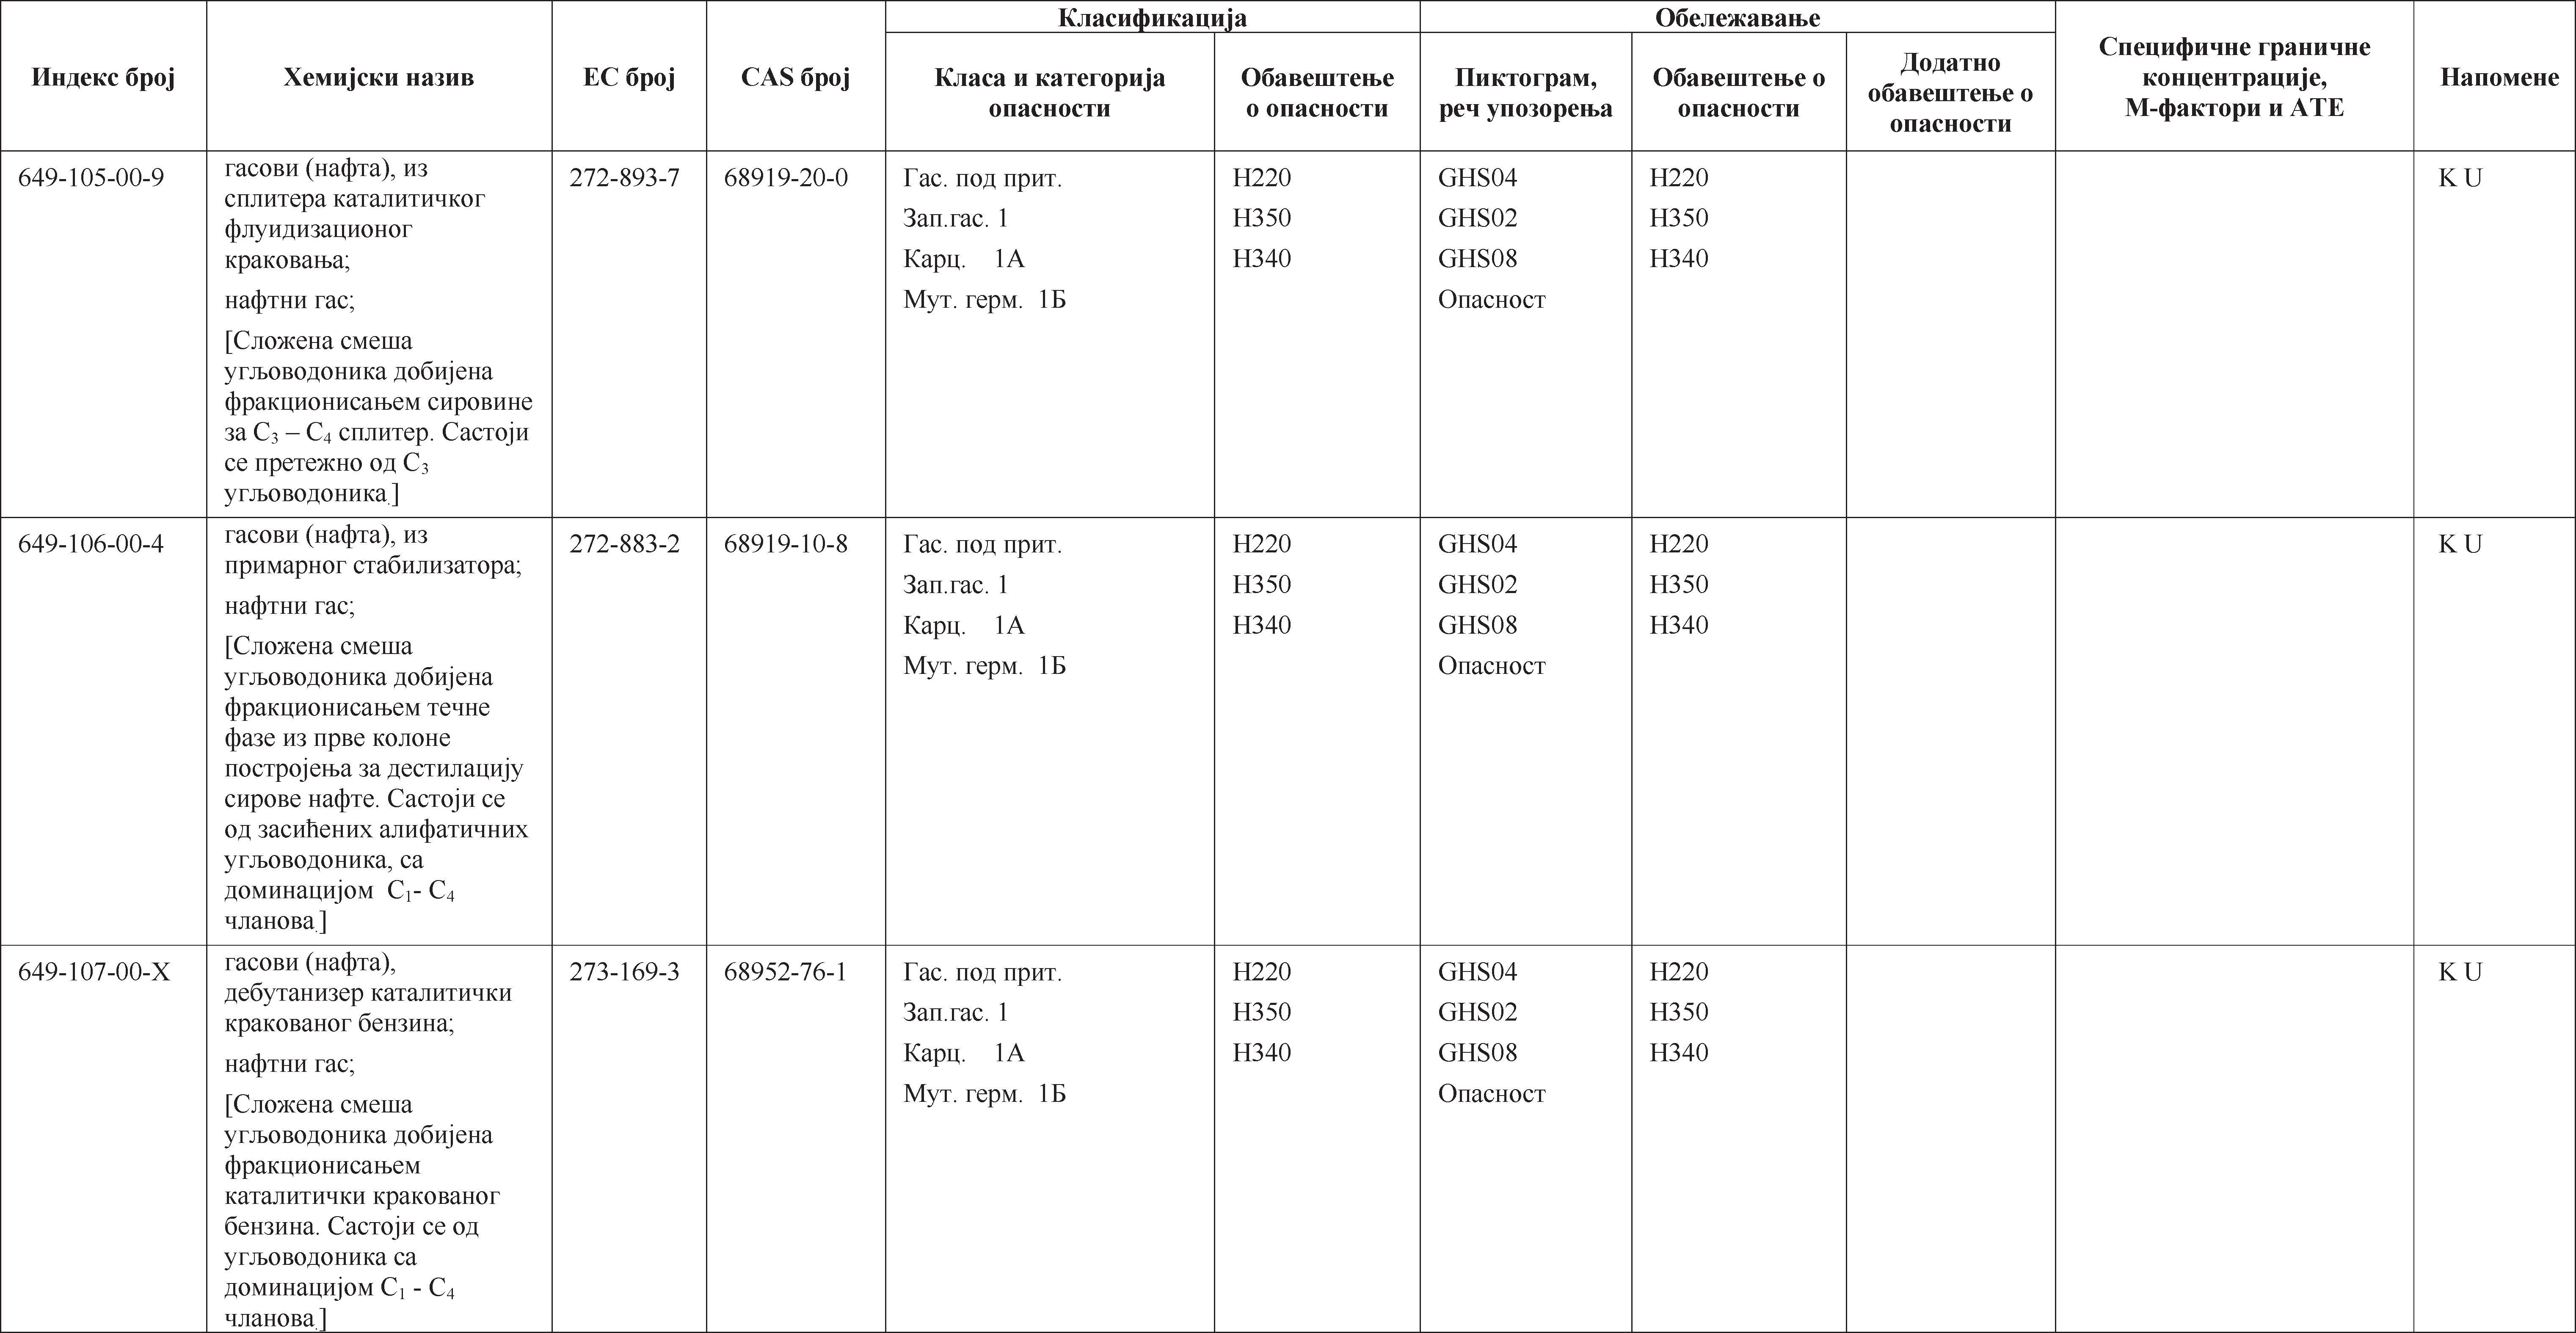 Индекс број
Хемијски назив
ЕС број
CAS број
Класификација
Обележавање
Класа и категорија
опасности
Обавештење
о опасности
Пиктограм,
реч упозорења
Обавештење о
опасности
Додатно
обавештење о
опасности
Специфичне граничне
концентрације,
М-фактори и АТЕ
Напомене
649-105-00-9
гасови (нафта), из
сплитера каталитичког
флуидизационог
крековања;
нафтни гас;
[Сложена смеша
угљоводоника добијена
фракционисањем сировине
за C₃ – C₄ сплитер. Састоји
се претежно од C₃
угљоводоника.]
272-893-7
68919-20-0
Гас. под прит.
Зап.гас. 1
Карц. 1А
Мут. герм. 1Б
H220
H350
H340
GHS04
GHS02
GHS08
Опасност
H220
H350
H340
K U
649-106-00-4
гасови (нафта), из
примарног стабилизатора;
нафтни гас;
[Сложена смеша
угљоводоника добијена
фракционисањем течне
фазе из прве колоне
постројења за дестилацију
сирове нафте. Састоји се
од засићених алифатичних
угљоводоника, са
доминацијом C₁- C₄
чланова.]
272-883-2
68919-10-8
Гас. под прит.
Зап.гас. 1
Карц. 1А
Мут. герм. 1Б
H220
H350
H340
GHS04
GHS02
GHS08
Опасност
H220
H350
H340
K U
649-107-00-X
гасови (нафта),
дебутанизер каталитички
кракованог бензина;
нафтни гас;
[Сложена смеша
угљоводоника добијена
фракционисањем
каталитички кракованог
бензина. Састоји се од
угљоводоника са
доминацијом C₁ - C₄
чланова.]
273-169-3
68952-76-1
Гас. под прит.
Зап.гас. 1
Карц. 1А
Мут. герм. 1Б
H220
H350
H340
GHS04
GHS02
GHS08
Опасност
H220
H350
H340
K U